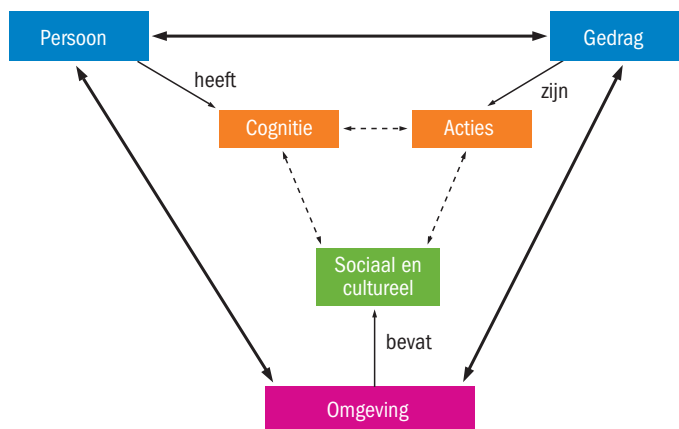 Persoon
Gedrag
heeft
zijn
Cognitie
Acties
Sociaal en
cultureel
bevat
Omgeving